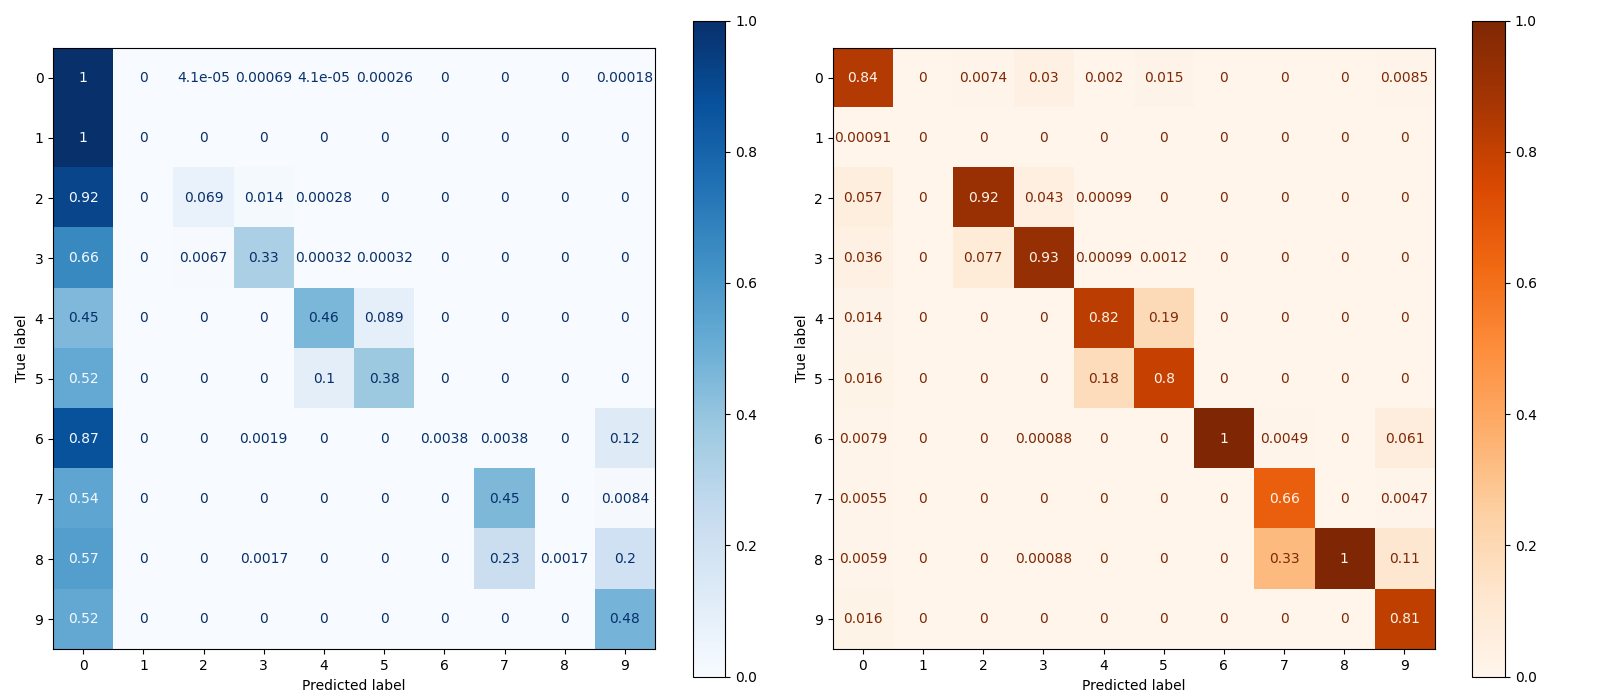 1.0 1.0
0 1 0 4.1e-05 0.00069 4.1e-05 0.00026 0 0 0 0.00018 0 0.84 0 0.0074 0.03 0.002 0.015 0 0 0 0.0085
1 1 0 0 0 0 0 0 0 0 0 1 0.00091 0 0 0 0 0 0 0 0 0
0.8 0.8
2 0.92 0 0.069 0.014 0.00028 0 0 0 0 0 2 0.057 0 0.92 0.043 0.00099 0 0 0 0 0
3 0.66 0 0.0067 0.33 0.00032 0.00032 0 0 0 0 3 0.036 0 0.077 0.93 0.00099 0.0012 0 0 0 0
0.6 0.6
4 0.45 0 0 0 0.46 0.089 0 0 0 0 4 0.014 0 0 0 0.82 0.19 0 0 0 0
True label True label
5 0.52 0 0 0 0.1 0.38 0 0 0 0 5 0.016 0 0 0 0.18 0.8 0 0 0 0
0.4 0.4
6 0.87 0 0 0.0019 0 0 0.0038 0.0038 0 0.12 6 0.0079 0 0 0.00088 0 0 1 0.0049 0 0.061
7 0.54 0 0 0 0 0 0 0.45 0 0.0084 7 0.0055 0 0 0 0 0 0 0.66 0 0.0047
0.2 0.2
8 0.57 0 0 0.0017 0 0 0 0.23 0.0017 0.2 8 0.0059 0 0 0.00088 0 0 0 0.33 1 0.11
9 0.52 0 0 0 0 0 0 0 0 0.48 9 0.016 0 0 0 0 0 0 0 0 0.81
0 1 2 3 4 5 6 7 8 9 0 1 2 3 4 5 6 7 8 9
0.0 0.0
Predicted label Predicted label